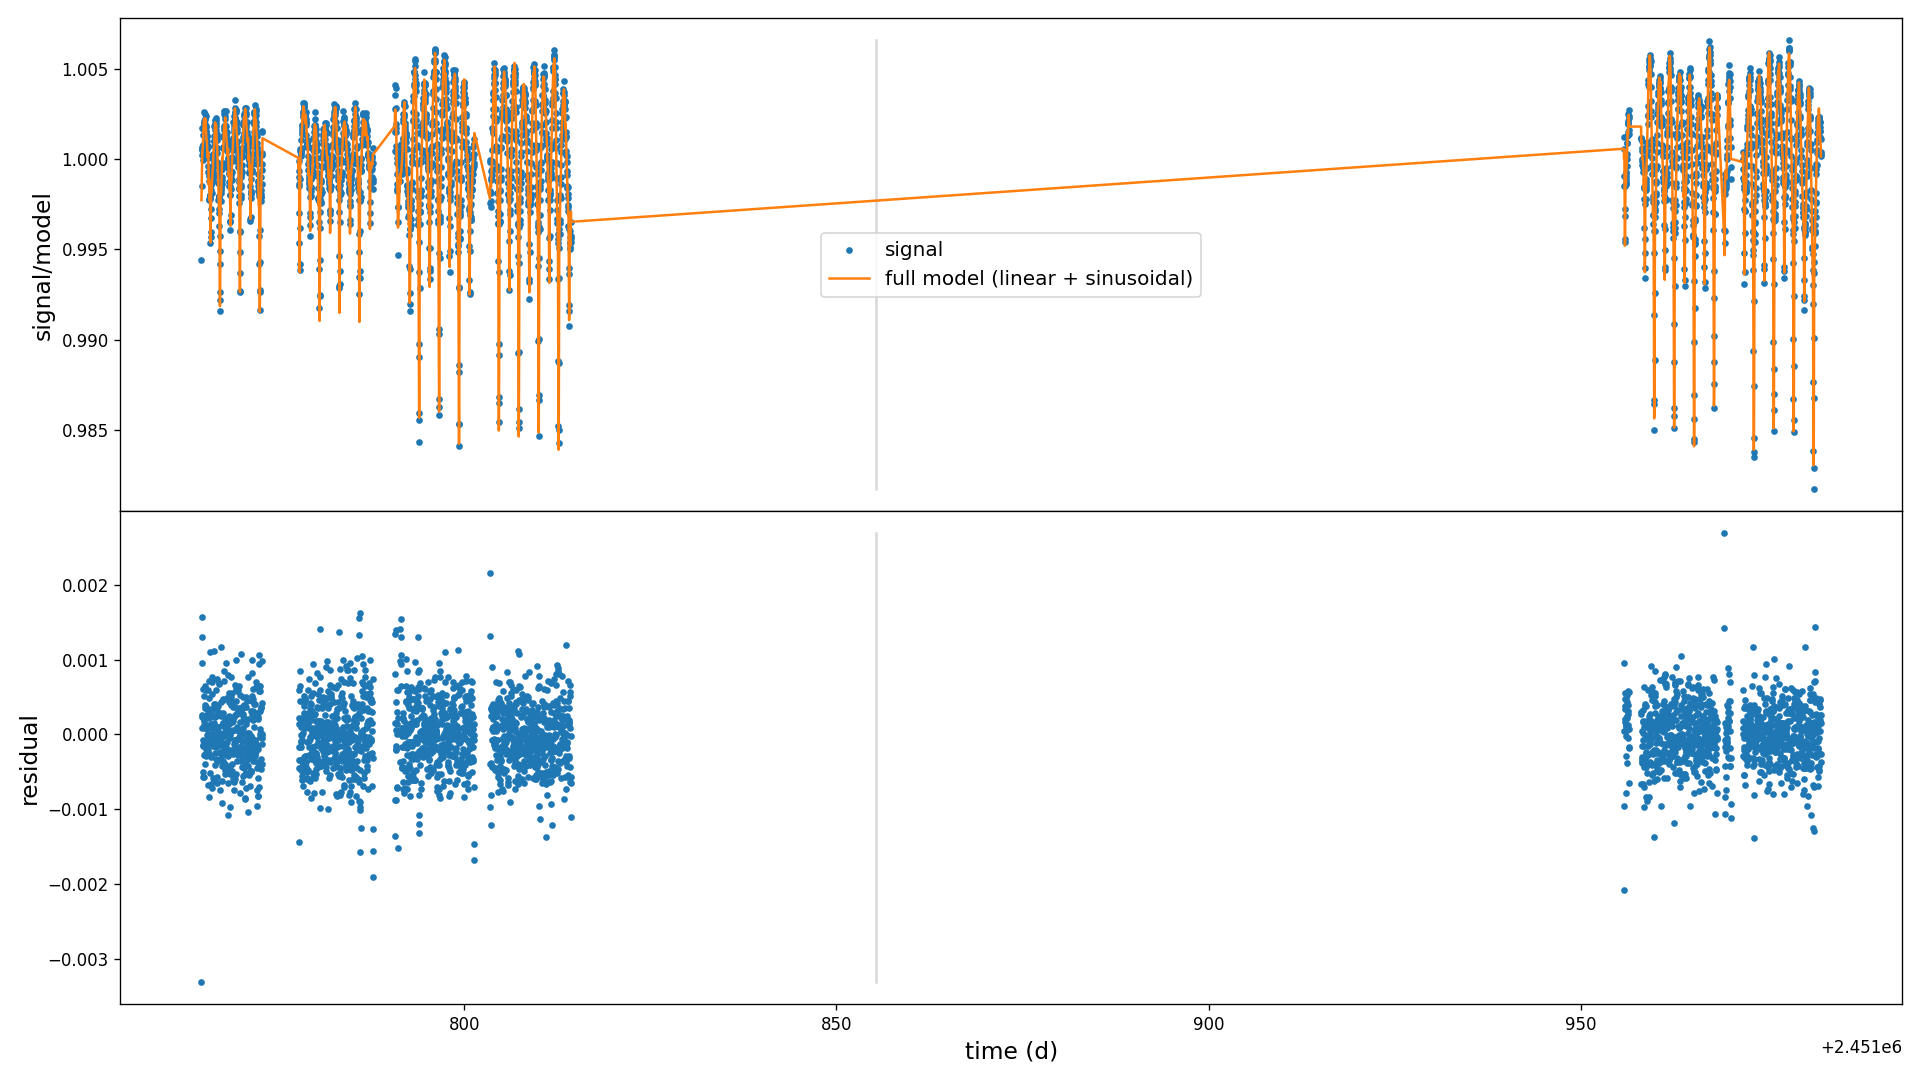 1.005
1.000
0.995
0.990
0.985
signal/model
signal
full model (linear + sinusoidal)
0.002
0.001
0.000
−0.001
−0.002
−0.003
residual
800
850
900
950
time (d)
+2.451e6